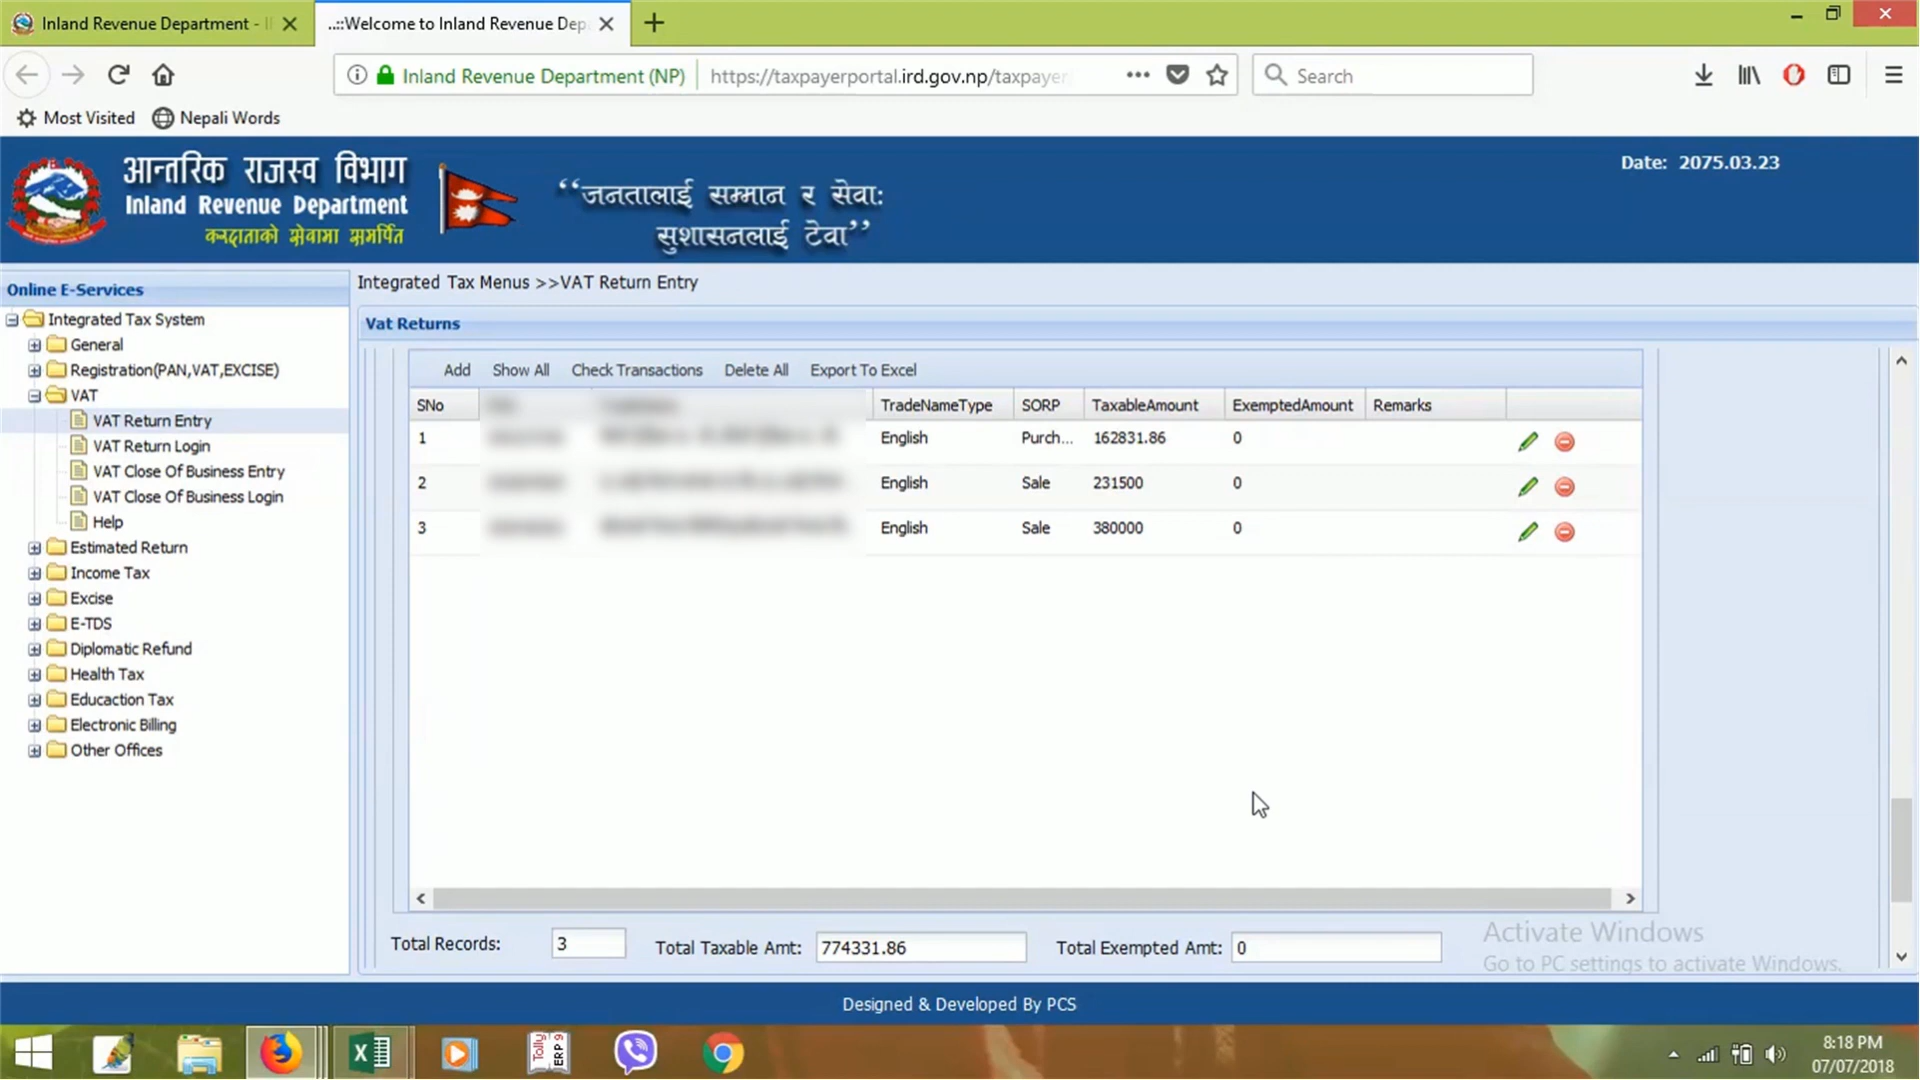 Inland Revenue Department - I
..::Welcome to Inland Revenue Dep
Inland Revenue Department (NP)
https://taxpayerportal.ird.gov.np/taxpayer
Search
Most Visited
Nepali Words
आन्तरिक राजस्व विभाग
Inland Revenue Department
करदाताको सेवामा समर्पित
“जनतालाई सम्मान र सेवा:
सुशासनलाई टेवा”
Date: 2075.03.23
Online E-Services
Integrated Tax System
General
Registration(PAN,VAT,EXCISE)
VAT
VAT Return Entry
VAT Return Login
VAT Close Of Business Entry
VAT Close Of Business Login
Help
Estimated Return
Income Tax
Excise
E-TDS
Diplomatic Refund
Health Tax
Educaction Tax
Electronic Billing
Other Offices
Integrated Tax Menus >>VAT Return Entry
Vat Returns
Add Show All Check Transactions Delete All Export To Excel
SNo TradeNameType SORP TaxableAmount ExemptedAmount Remarks
1 English Purch... 162831.86 0
2 English Sale 231500 0
3 English Sale 380000 0
Total Records: 3 Total Taxable Amt: 774331.86 Total Exempted Amt: 0
Activate Windows
Go to PC settings to activate Windows.
Designed & Developed By PCS
Tally
ERP 9
8:18 PM
07/07/2018